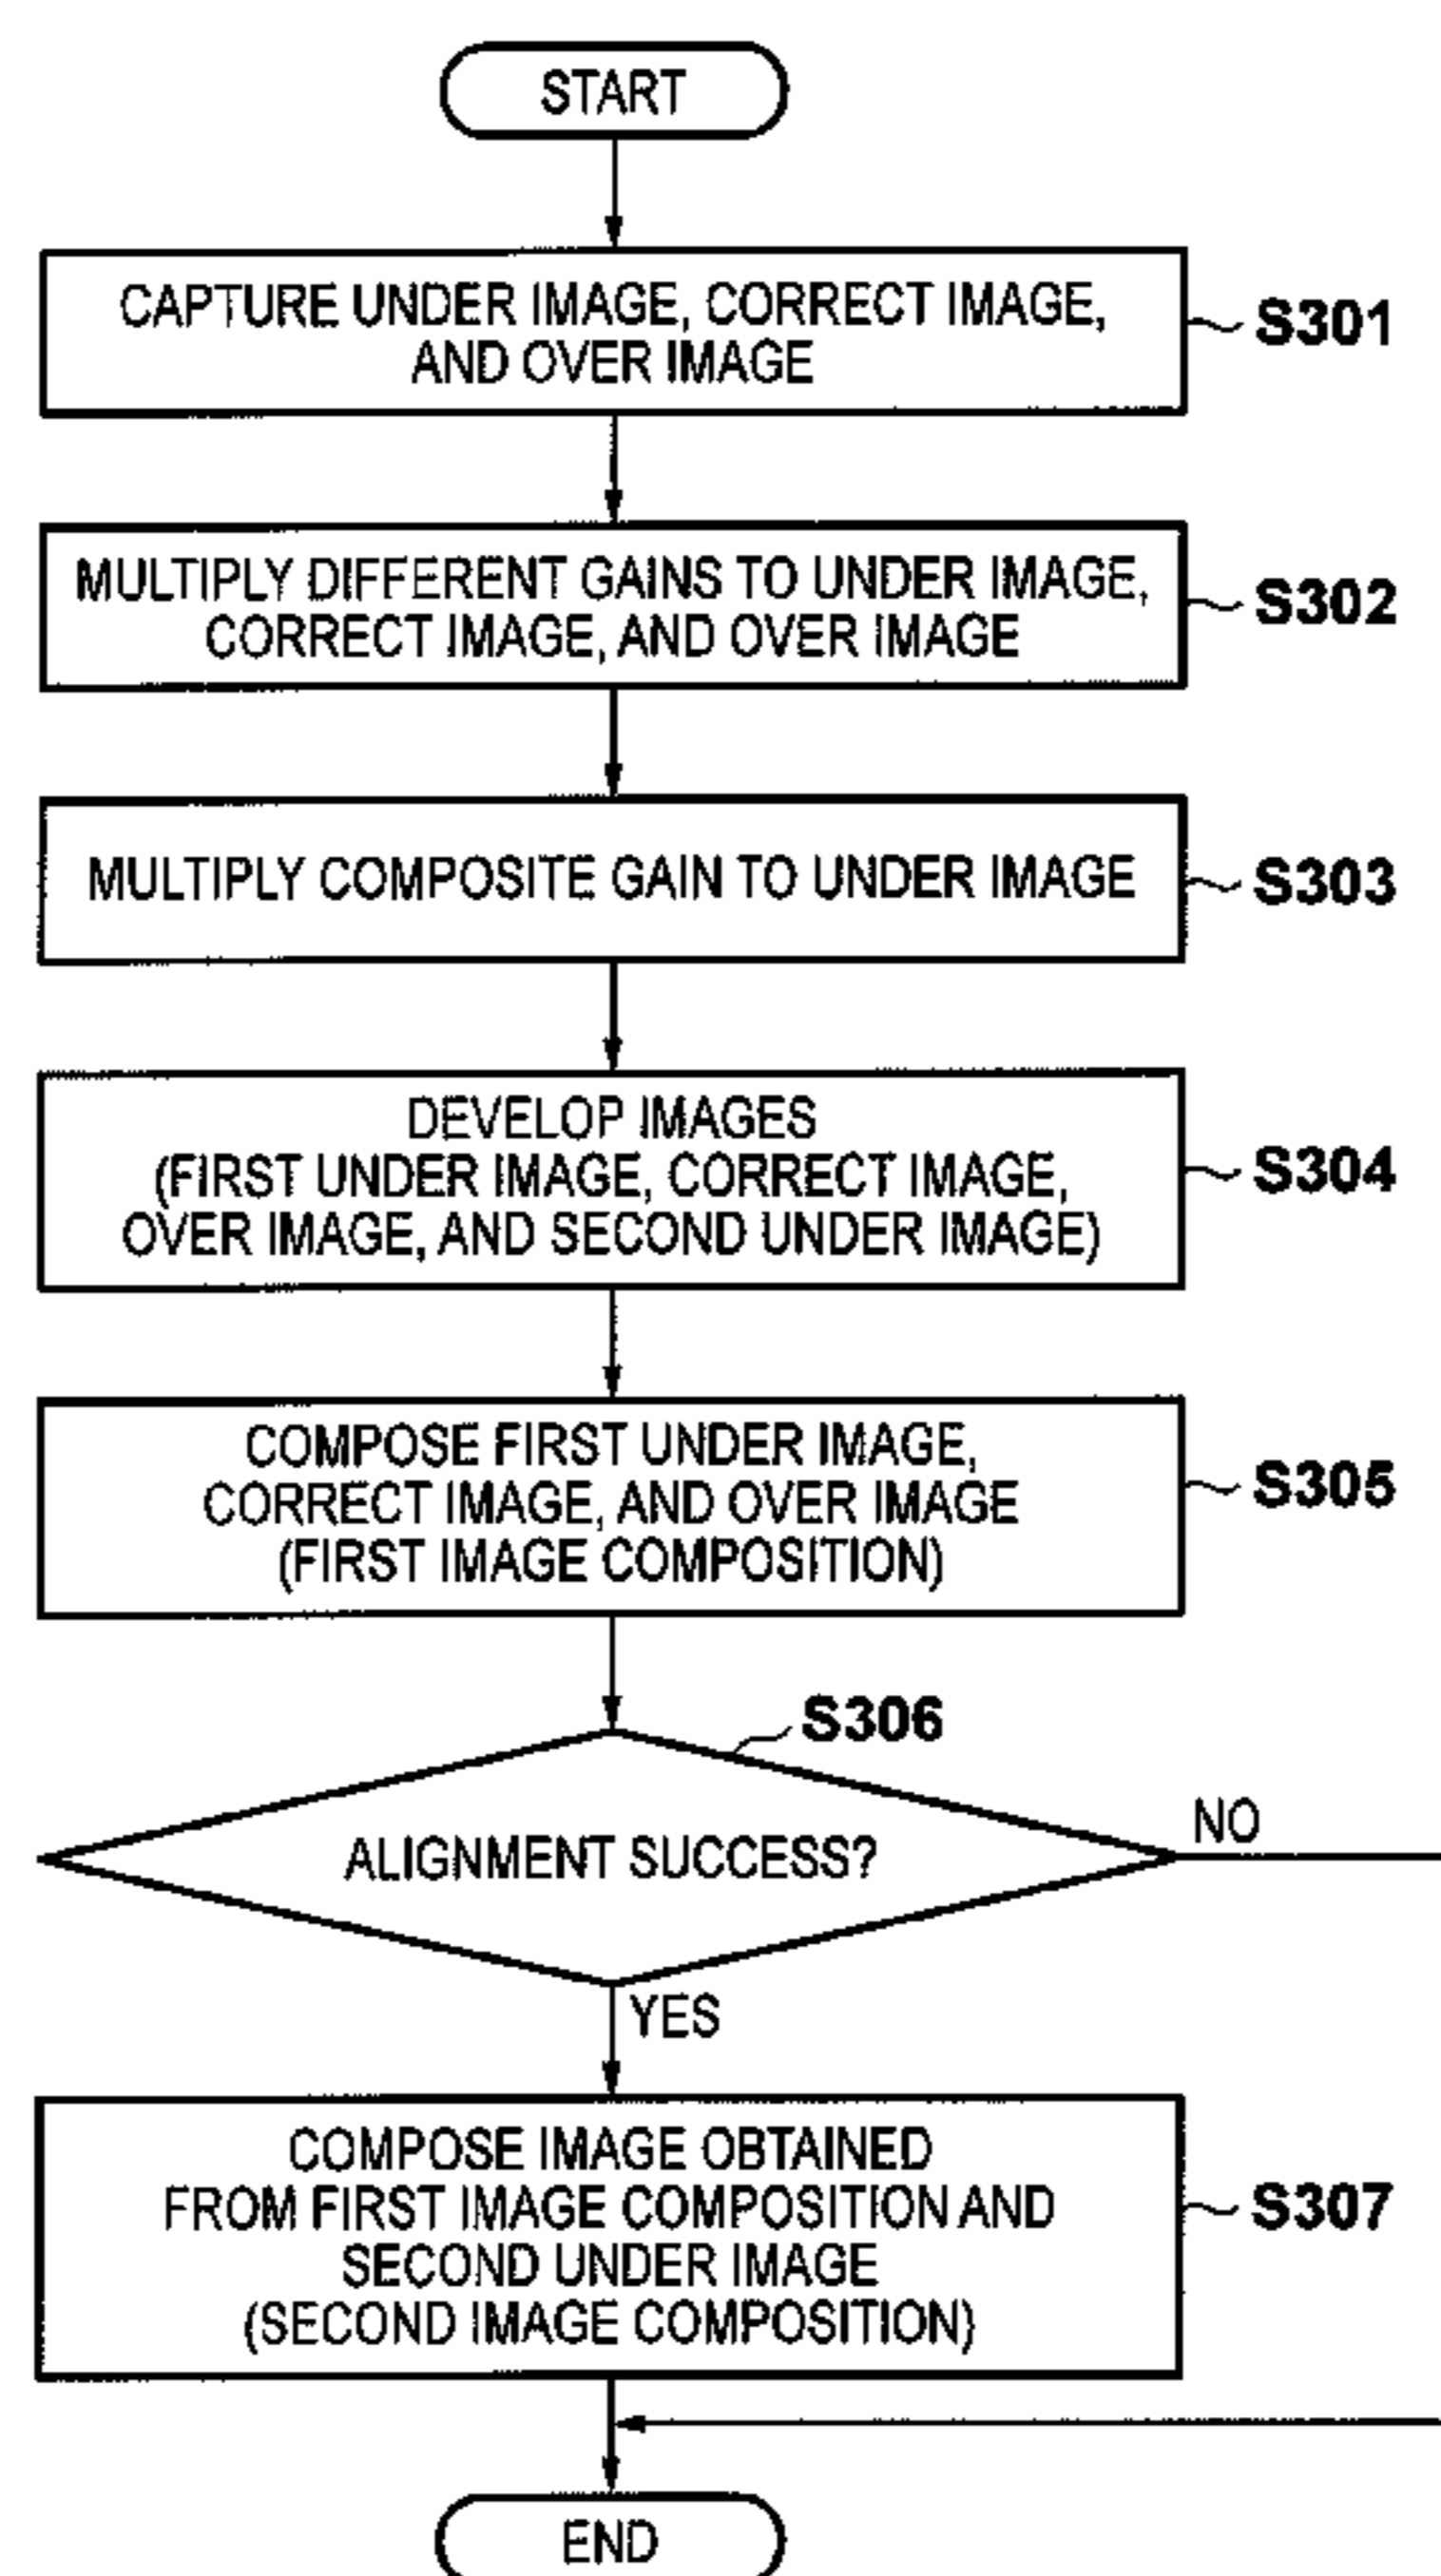 START
CAPTURE UNDER IMAGE, CORRECT IMAGE,
AND OVER IMAGE
S301
MULTIPLY DIFFERENT GAINS TO UNDER IMAGE,
CORRECT IMAGE, AND OVER IMAGE
S302
MULTIPLY COMPOSITE GAIN TO UNDER IMAGE
S303
DEVELOP IMAGES
(FIRST UNDER IMAGE, CORRECT IMAGE,
OVER IMAGE, AND SECOND UNDER IMAGE)
S304
COMPOSE FIRST UNDER IMAGE,
CORRECT IMAGE, AND OVER IMAGE
(FIRST IMAGE COMPOSITION)
S305
S306
ALIGNMENT SUCCESS?
NO
YES
COMPOSE IMAGE OBTAINED
FROM FIRST IMAGE COMPOSITION AND
SECOND UNDER IMAGE
(SECOND IMAGE COMPOSITION)
S307
END